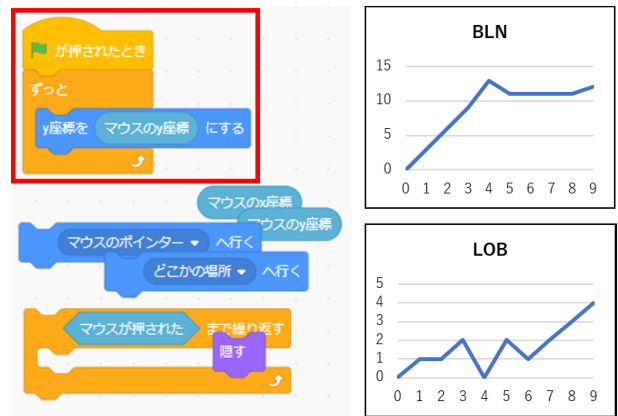 が押されたとき
ずっと
y座標を マウスのy座標 にする
マウスのx座標
マウスのy座標
マウスのポインター へ行く
どこかの場所 へ行く
マウスが押された まで繰り返す
隠す
BLN
15
10
5
0
0 1 2 3 4 5 6 7 8 9
LOB
5
4
3
2
1
0
0 1 2 3 4 5 6 7 8 9